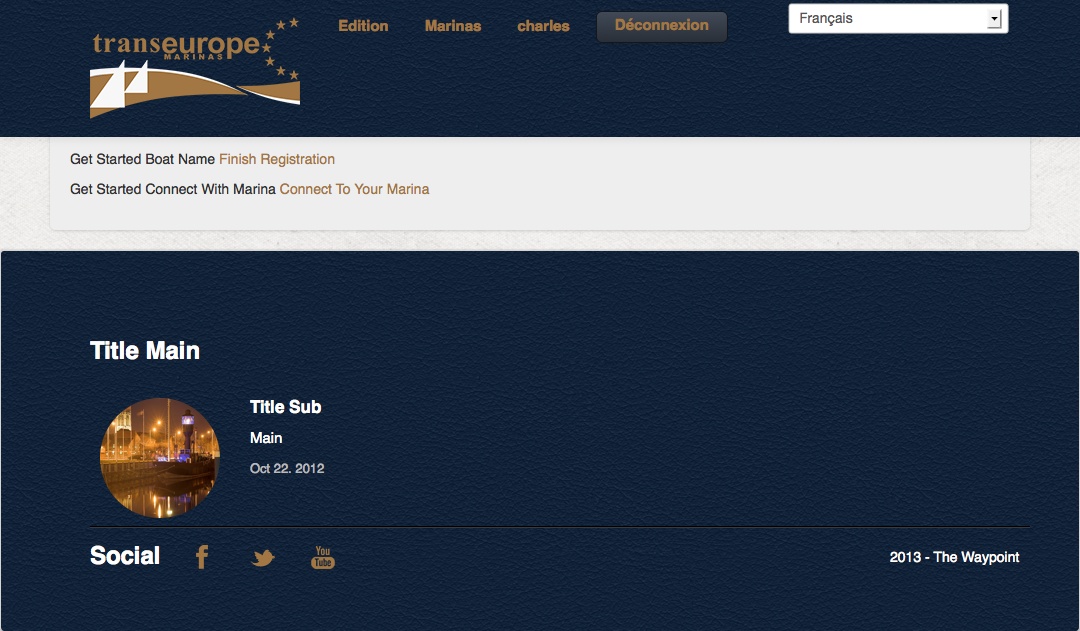 transeurope
MARINAS
Edition
Marinas
charles
Déconnexion
Français
Get Started Boat Name Finish Registration
Get Started Connect With Marina Connect To Your Marina
Title Main
Title Sub
Main
Oct 22. 2012
Social
You
Tube
2013 - The Waypoint